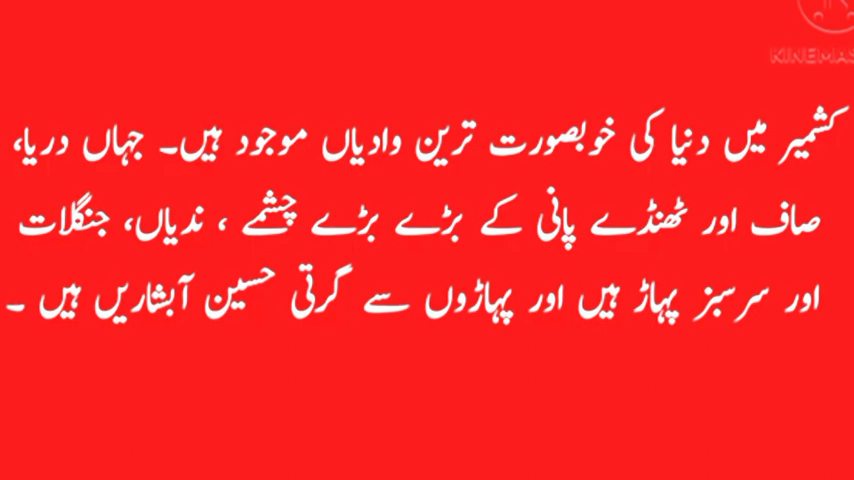 KINEMAS
کشمیر میں دنیا کی خوبصورت ترین وادیاں موجود ہیں۔ جہاں دریا،
صاف اور ٹھنڈے پانی کے بڑے بڑے چشمے ، ندیاں، جنگلات
اور سرسبز پہاڑ ہیں اور پہاڑوں سے گرتی حسین آبشاریں ہیں ۔